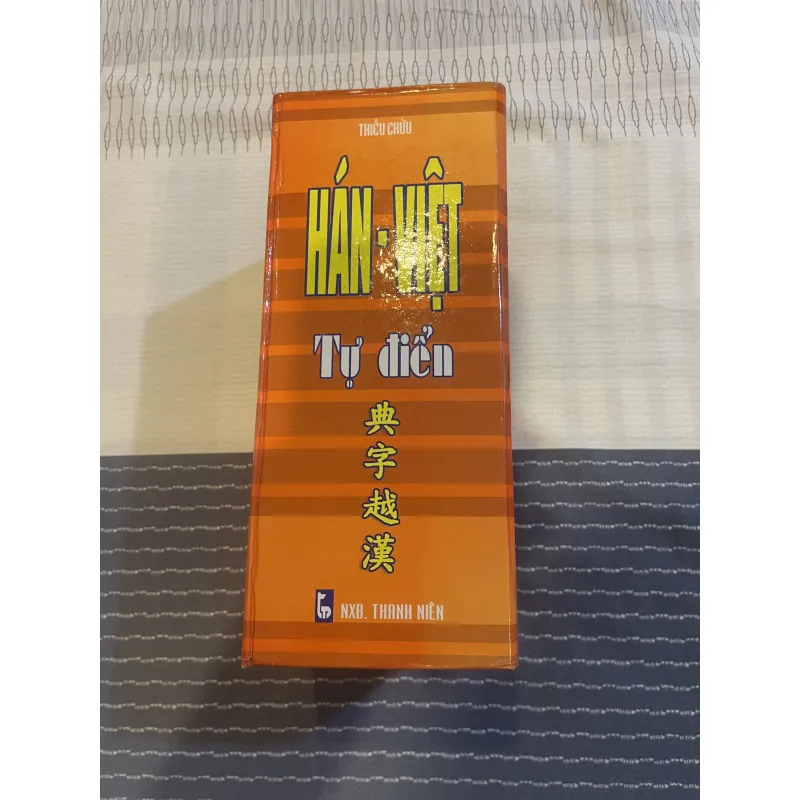 THIỀU CHỬU
HÁN-VIỆT
Tự điển
典
字
越
漢
NXB. THANH NIÊN